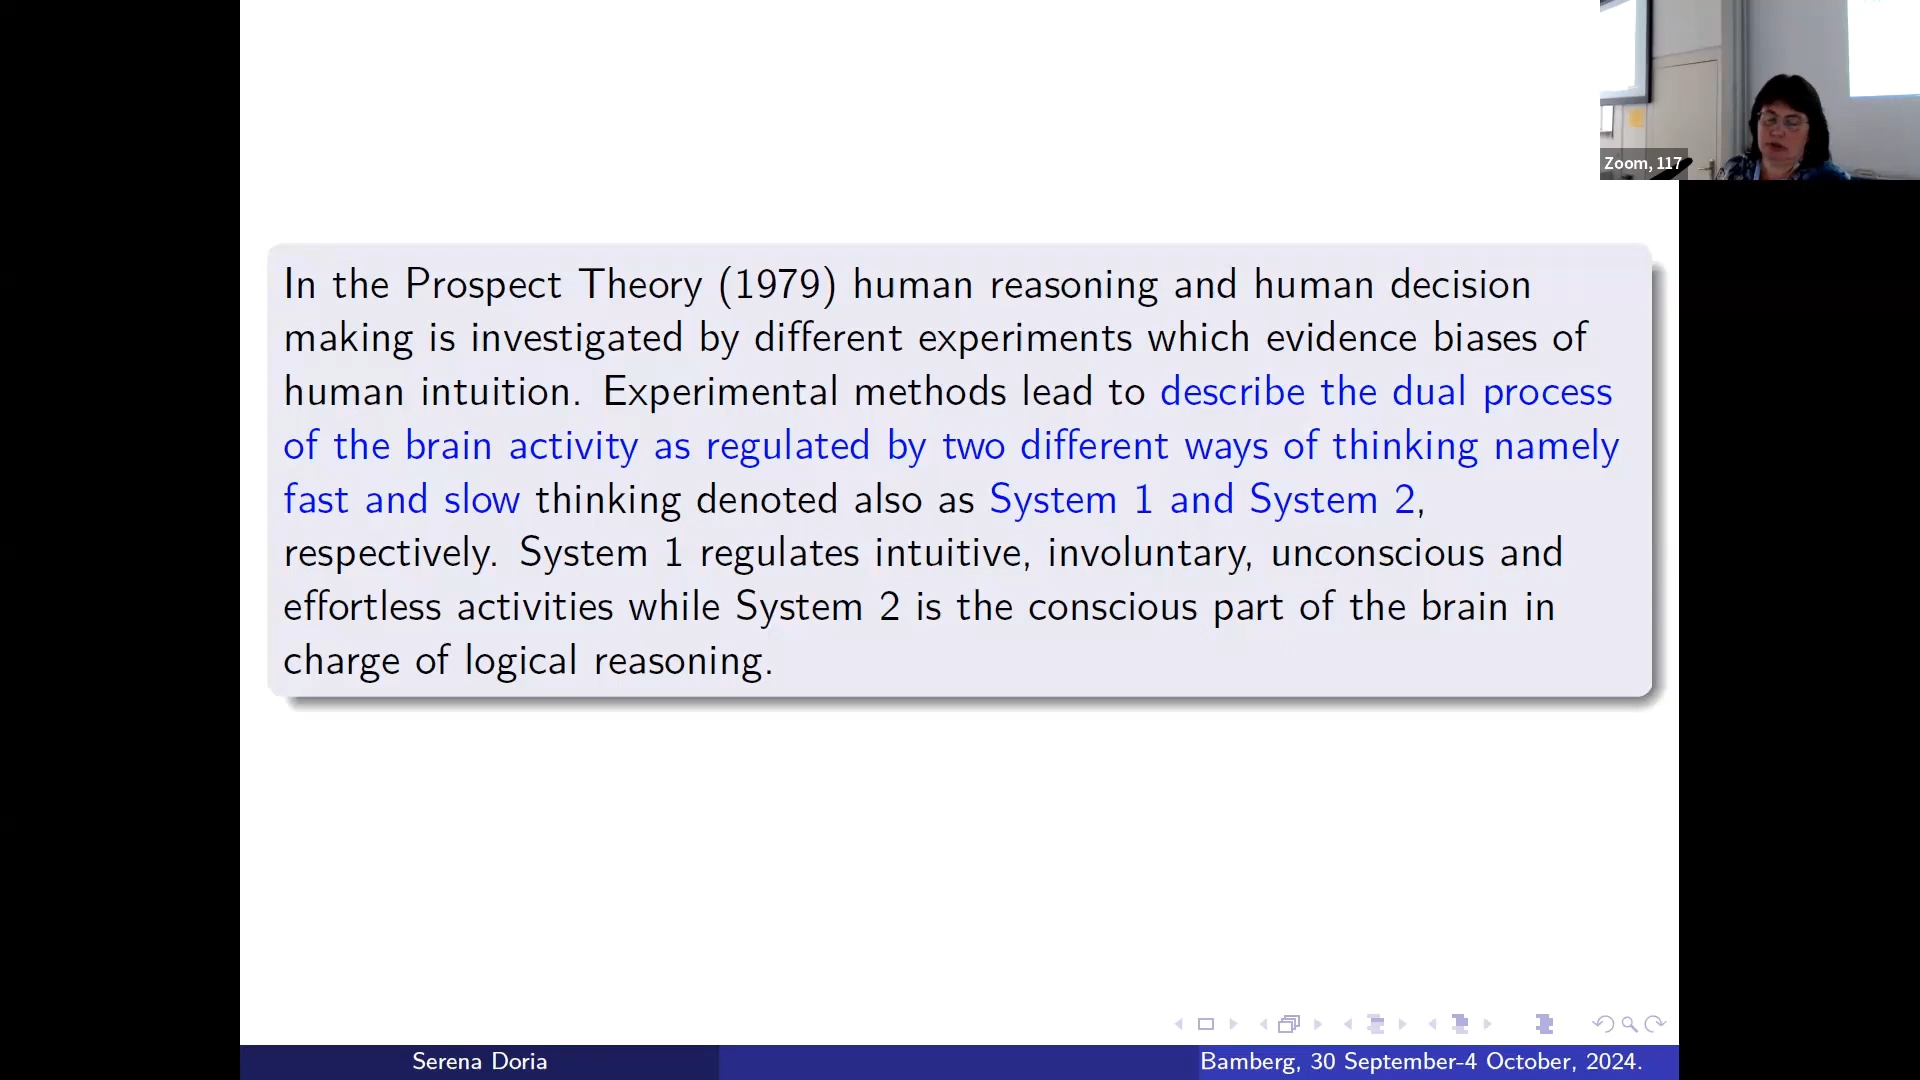 Zoom, 117
In the Prospect Theory (1979) human reasoning and human decision
making is investigated by different experiments which evidence biases of
human intuition. Experimental methods lead to describe the dual process
of the brain activity as regulated by two different ways of thinking namely
fast and slow thinking denoted also as System 1 and System 2,
respectively. System 1 regulates intuitive, involuntary, unconscious and
effortless activities while System 2 is the conscious part of the brain in
charge of logical reasoning.
Serena Doria
Bamberg, 30 September-4 October, 2024.